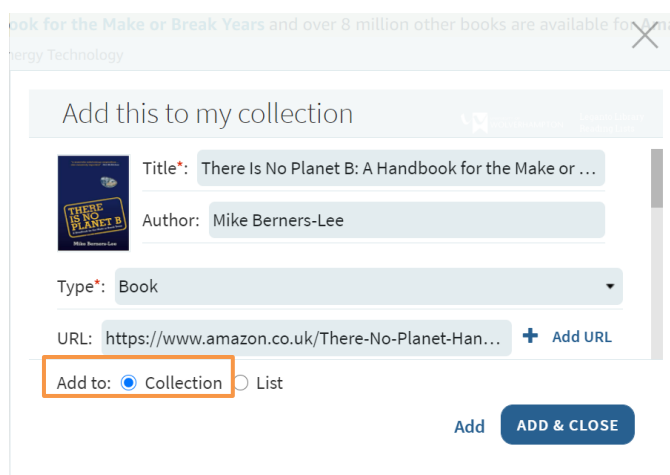 ook for the Make or Break Years and over 8 million other books are available for Ama
nergy Technology
Add this to my collection
THERE
IS NO
PLANET B
Mike Berners-Lee
Title*: There Is No Planet B: A Handbook for the Make or ...
Author: Mike Berners-Lee
Type*: Book
URL: https://www.amazon.co.uk/There-No-Planet-Han... + Add URL
Add to: Collection List
Add ADD & CLOSE